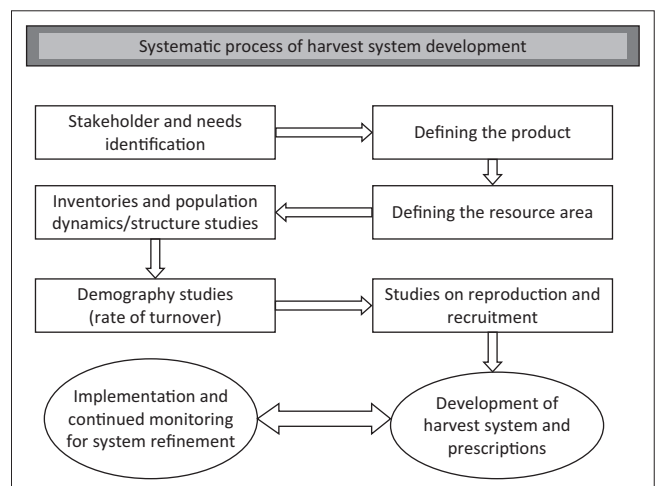 Systematic process of harvest system development
Stakeholder and needs
identification
Defining the product
Inventories and population
dynamics/structure studies
Defining the resource area
Demography studies
(rate of turnover)
Studies on reproduction and
recruitment
Implementation and
continued monitoring
for system refinement
Development of
harvest system and
prescriptions